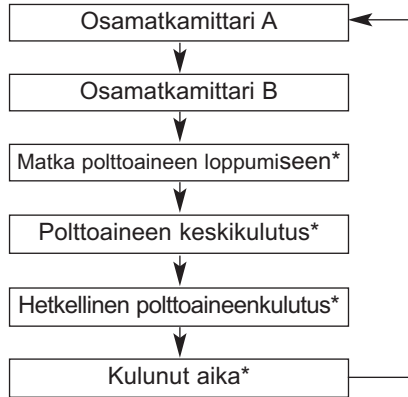 Osamatkamittari A
Osamatkamittari B
Matka polttoaineen loppumiseen*
Polttoaineen keskikulutus*
Hetkellinen polttoaineenkulutus*
Kulunut aika*